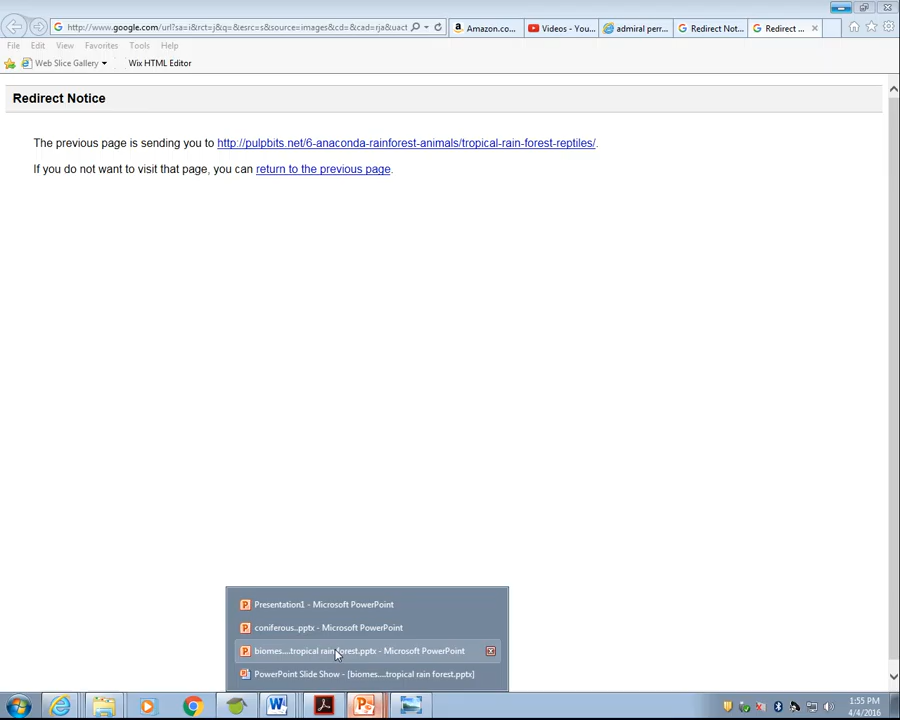 http://www.google.com/url?sa=i&rct=j&q=&esrc=s&source=images&cd=&cad=rja&uact
Amazon.co...
Videos - You...
admiral perr...
Redirect Not...
Redirect ...
File Edit View Favorites Tools Help
Web Slice Gallery
Wix HTML Editor
Redirect Notice
The previous page is sending you to http://pulpbits.net/6-anaconda-rainforest-animals/tropical-rain-forest-reptiles/.
If you do not want to visit that page, you can return to the previous page.
Presentation1 - Microsoft PowerPoint
coniferous..pptx - Microsoft PowerPoint
biomes....tropical rain forest.pptx - Microsoft PowerPoint
PowerPoint Slide Show - [biomes....tropical rain forest.pptx]
1:55 PM
4/4/2016